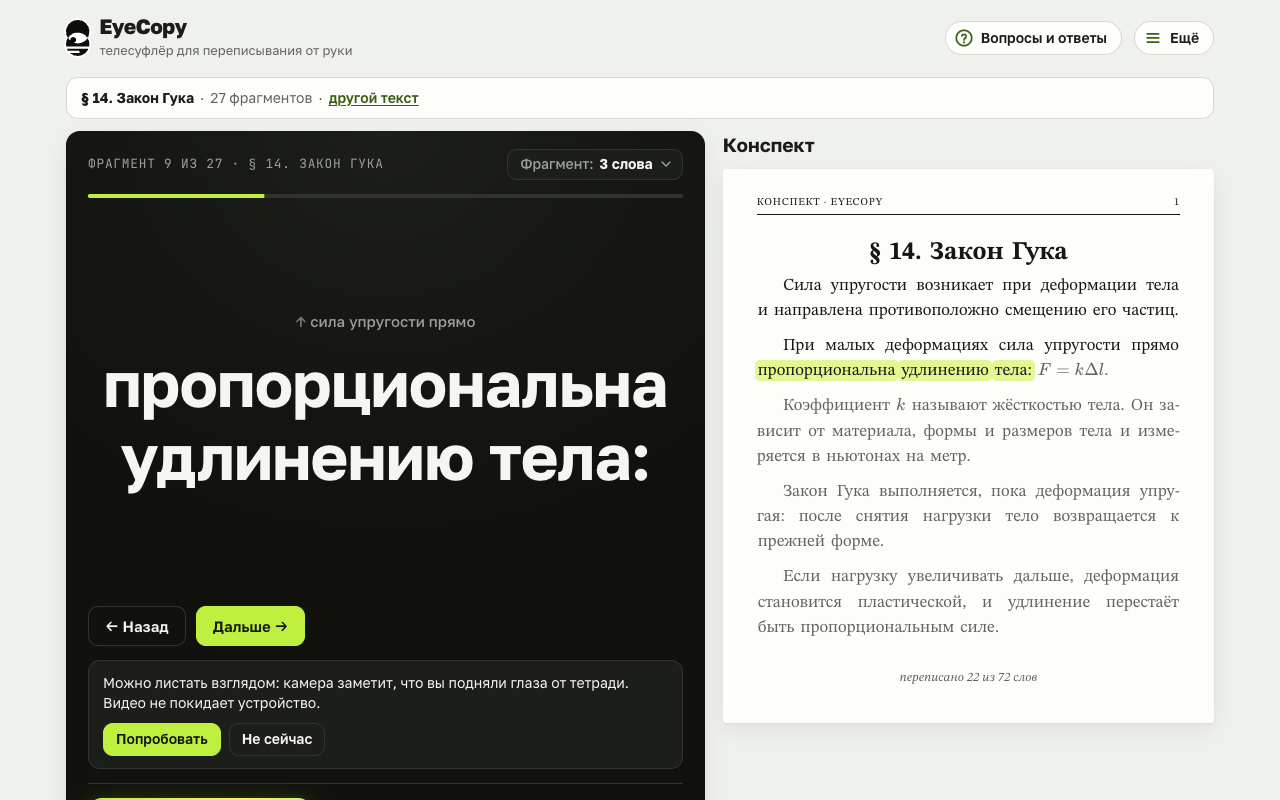 EyeCopy
телесуфлёр для переписывания от руки
Вопросы и ответы
Ещё
§ 14. Закон Гука · 27 фрагментов · другой текст
ФРАГМЕНТ 9 ИЗ 27 · § 14. ЗАКОН ГУКА
Фрагмент: 3 слова
↑ сила упругости прямо
пропорциональна
удлинению тела:
← Назад
Дальше →
Можно листать взглядом: камера заметит, что вы подняли глаза от тетради.
Видео не покидает устройство.
Попробовать
Не сейчас
Конспект
КОНСПЕКТ · EYECOPY 1
§ 14. Закон Гука
Сила упругости возникает при деформации тела
и направлена противоположно смещению его частиц.
При малых деформациях сила упругости прямо
пропорциональна удлинению тела: F = kΔl.
Коэффициент k называют жёсткостью тела. Он за-
висит от материала, формы и размеров тела и изме-
ряется в ньютонах на метр.
Закон Гука выполняется, пока деформация упру-
гая: после снятия нагрузки тело возвращается к
прежней форме.
Если нагрузку увеличивать дальше, деформация
становится пластической, и удлинение перестаёт
быть пропорциональным силе.
переписано 22 из 72 слов